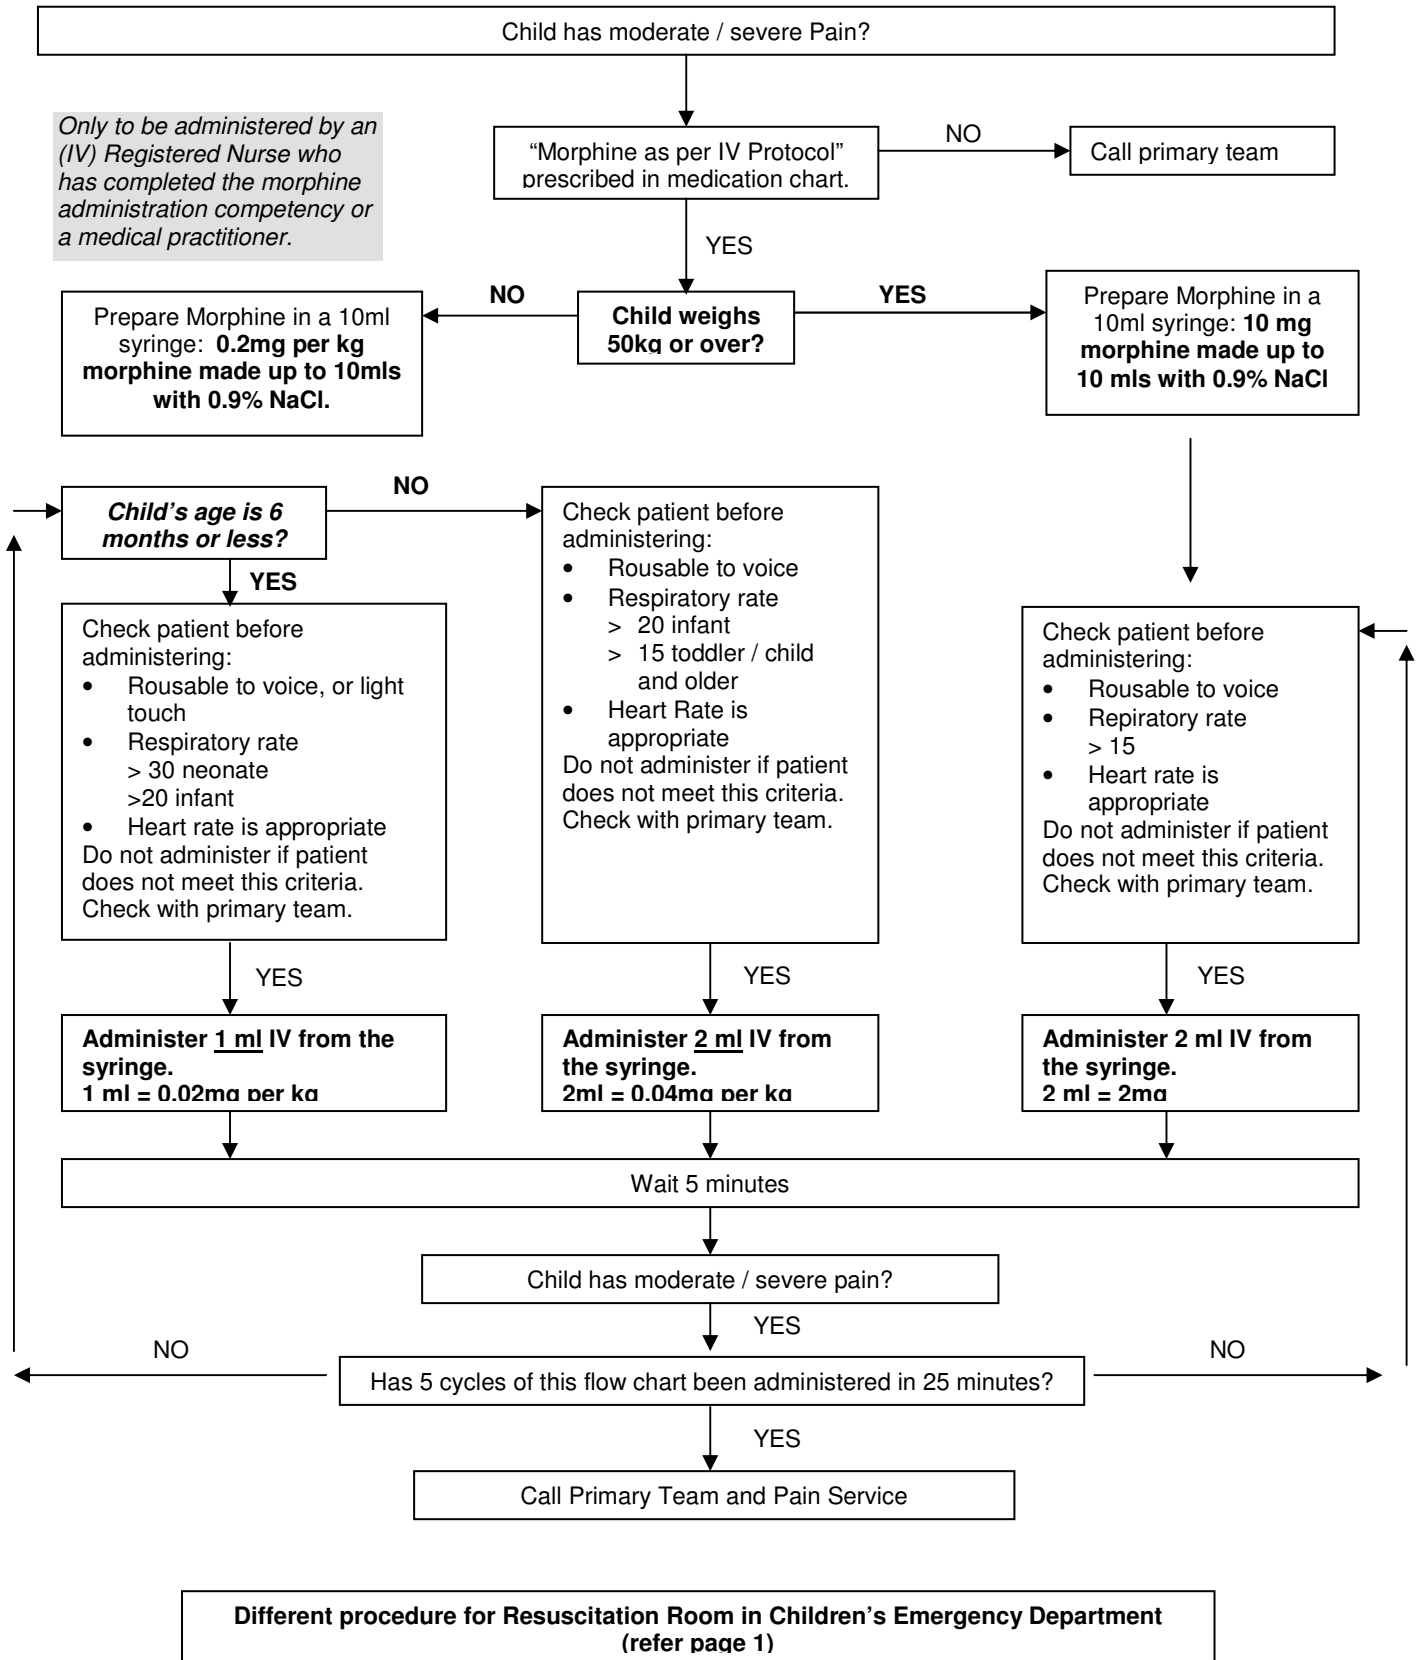 Child has moderate / severe Pain?
Only to be administered by an
(IV) Registered Nurse who
has completed the morphine
administration competency or
a medical practitioner.
“Morphine as per IV Protocol”
prescribed in medication chart.
NO
Call primary team
YES
Prepare Morphine in a 10ml
syringe: 0.2mg per kg
morphine made up to 10mls
with 0.9% NaCl.
NO
Child weighs
50kg or over?
YES
Prepare Morphine in a
10ml syringe: 10 mg
morphine made up to
10 mls with 0.9% NaCl
Child’s age is 6
months or less?
NO
YES
Check patient before
administering:
• Rousable to voice, or light
touch
• Respiratory rate
> 30 neonate
>20 infant
• Heart rate is appropriate
Do not administer if patient
does not meet this criteria.
Check with primary team.
Check patient before
administering:
• Rousable to voice
• Respiratory rate
> 20 infant
> 15 toddler / child
and older
• Heart Rate is
appropriate
Do not administer if patient
does not meet this criteria.
Check with primary team.
Check patient before
administering:
• Rousable to voice
• Repiratory rate
> 15
• Heart rate is
appropriate
Do not administer if patient
does not meet this criteria.
Check with primary team.
YES
YES
YES
Administer 1 ml IV from the
syringe.
1 ml = 0.02mg per kg
Administer 2 ml IV from
the syringe.
2ml = 0.04mg per kg
Administer 2 ml IV from
the syringe.
2 ml = 2mg
Wait 5 minutes
Child has moderate / severe pain?
YES
NO
Has 5 cycles of this flow chart been administered in 25 minutes?
NO
YES
Call Primary Team and Pain Service
Different procedure for Resuscitation Room in Children’s Emergency Department
(refer page 1)